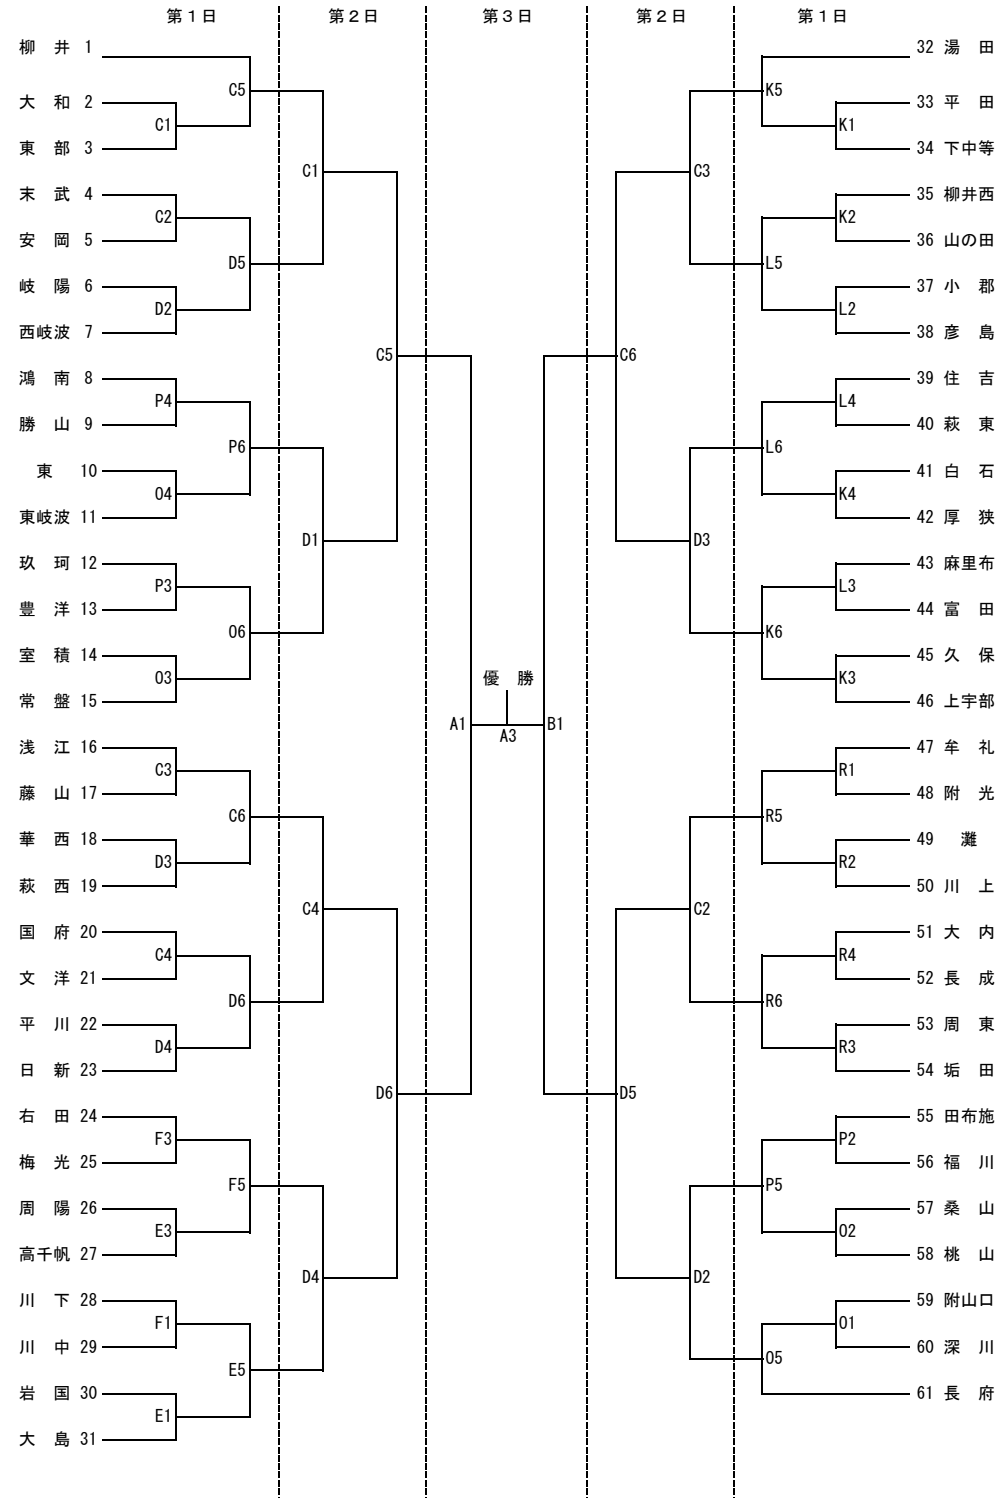 第１日 第２日 第３日 第２日 第１日
柳 井 1
大 和 2
東 部 3
末 武 4
安 岡 5
岐 陽 6
西岐波 7
鴻 南 8
勝 山 9
東 10
東岐波 11
玖 珂 12
豊 洋 13
室 積 14
常 盤 15
浅 江 16
藤 山 17
華 西 18
萩 西 19
国 府 20
文 洋 21
平 川 22
日 新 23
右 田 24
梅 光 25
周 陽 26
高千帆 27
川 下 28
川 中 29
岩 国 30
大 島 31
C1
C2
D2
P4
O4
P3
O3
C3
D3
C4
D4
F3
E3
F1
E1
C5
D5
P6
O6
C6
D6
F5
E5
C1
D1
C4
D4
C5
D6
A1
優 勝
A3
B1
C6
D5
C3
D3
C2
D2
K5
L5
L6
K6
R5
R6
P5
O5
K1
K2
L2
L4
K4
L3
K3
R1
R2
R4
R3
P2
O2
O1
32 湯 田
33 平 田
34 下中等
35 柳井西
36 山の田
37 小 郡
38 彦 島
39 住 吉
40 萩 東
41 白 石
42 厚 狭
43 麻里布
44 富 田
45 久 保
46 上宇部
47 牟 礼
48 附 光
49 灘
50 川 上
51 大 内
52 長 成
53 周 東
54 垢 田
55 田布施
56 福 川
57 桑 山
58 桃 山
59 附山口
60 深 川
61 長 府